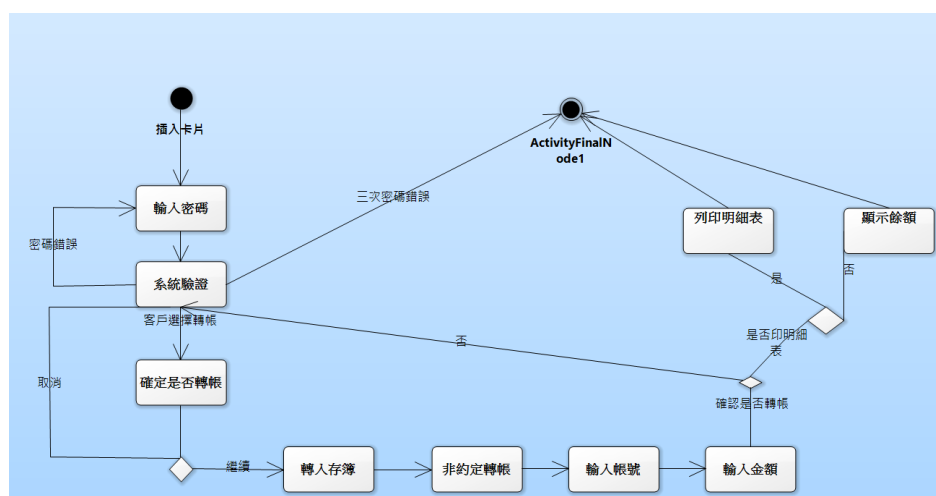 插入卡片
ActivityFinalN
ode1
三次密碼錯誤
輸入密碼
列印明細表
顯示餘額
密碼錯誤
系統驗證
是
否
客戶選擇轉帳
否
是否印明細
表
取消
確定是否轉帳
確認是否轉帳
繼續
轉入存簿
非約定轉帳
輸入帳號
輸入金額